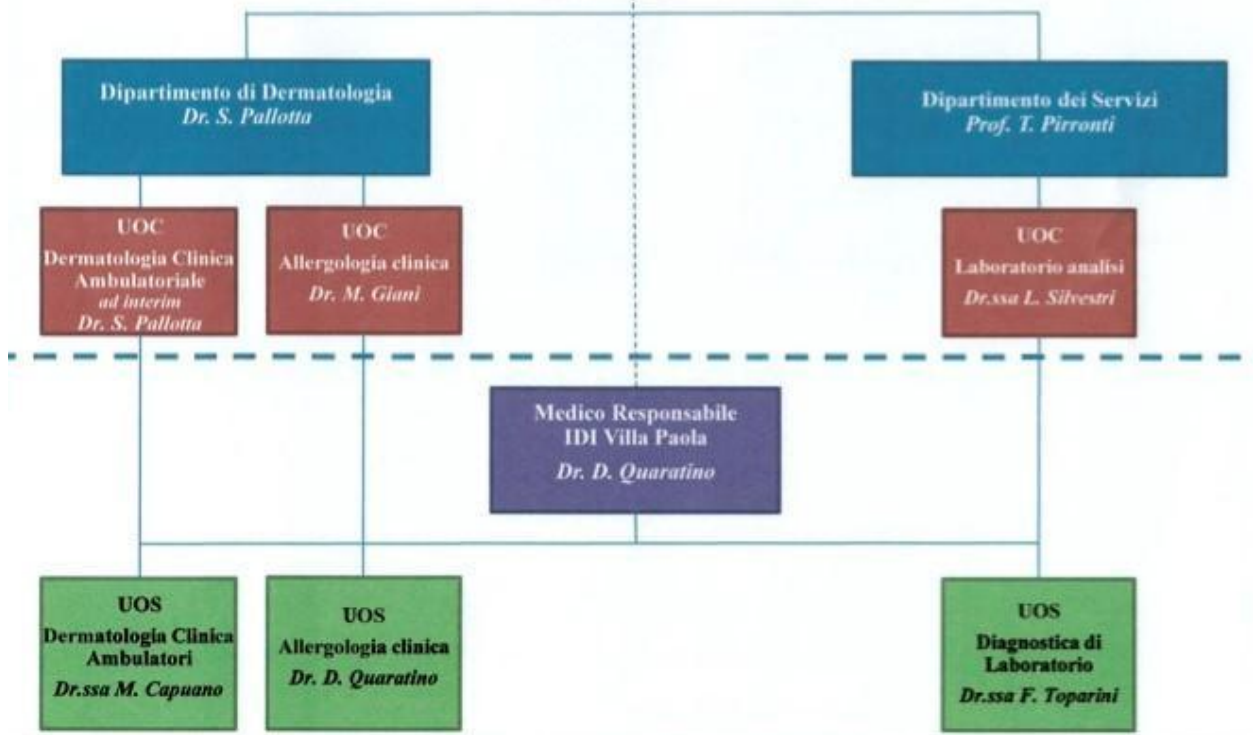 Dipartimento di Dermatologia
Dr. S. Pallotta
Dipartimento dei Servizi
Prof. T. Pirronti
UOC
Dermatologia Clinica
Ambulatoriale
ad interim
Dr. S. Pallotta
UOC
Allergologia clinica
Dr. M. Giani
UOC
Laboratorio analisi
Dr.ssa L. Silvestri
Medico Responsabile
IDI Villa Paola
Dr. D. Quaratino
UOS
Dermatologia Clinica
Ambulatori
Dr.ssa M. Capuano
UOS
Allergologia clinica
Dr. D. Quaratino
UOS
Diagnostica di
Laboratorio
Dr.ssa F. Toparini